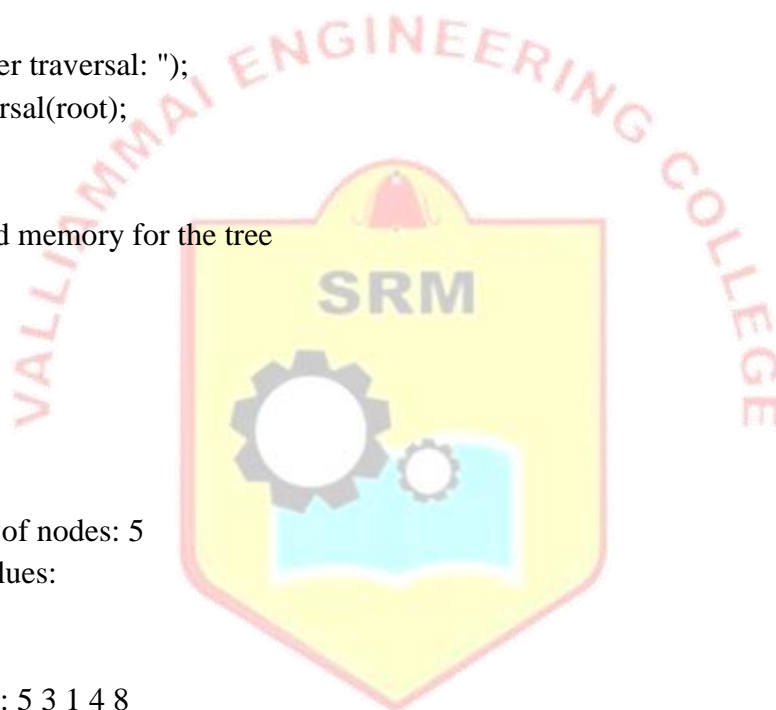 er traversal: ");
rsal(root);
d memory for the tree
of nodes: 5
lues:
: 5 3 1 4 8
VALLIAMMAI ENGINEERING COLLEGE
SRM